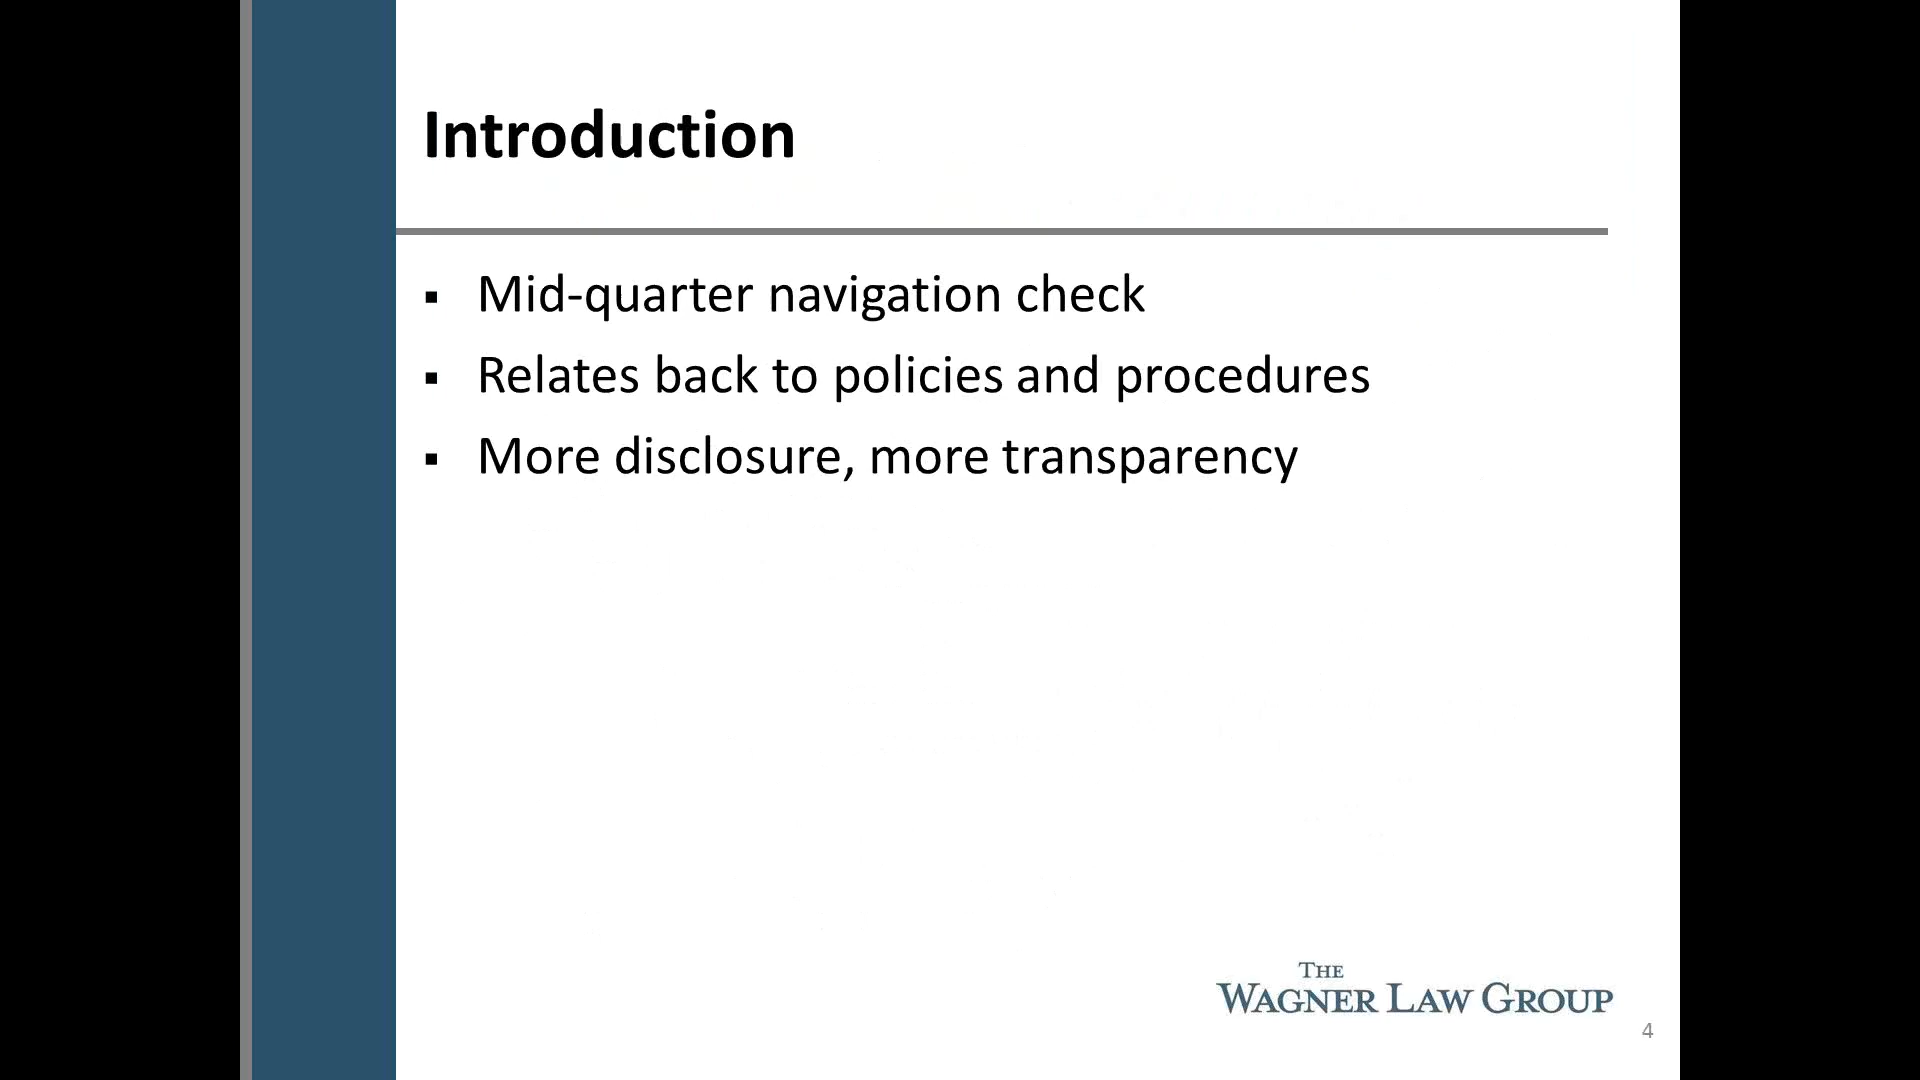 Introduction
▪ Mid-quarter navigation check
▪ Relates back to policies and procedures
▪ More disclosure, more transparency
THE
WAGNER LAW GROUP
4